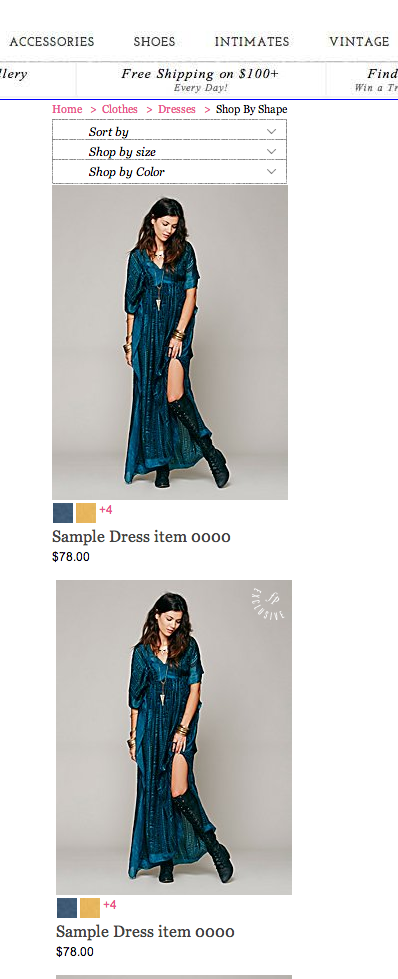 ACCESSORIES SHOES INTIMATES VINTAGE
llery Free Shipping on $100+ Find
Every Day! Win a Tr
Home > Clothes > Dresses > Shop By Shape
Sort by
Shop by size
Shop by Color
+4
Sample Dress item 0000
$78.00
fp EXCLUSIVE
+4
Sample Dress item 0000
$78.00